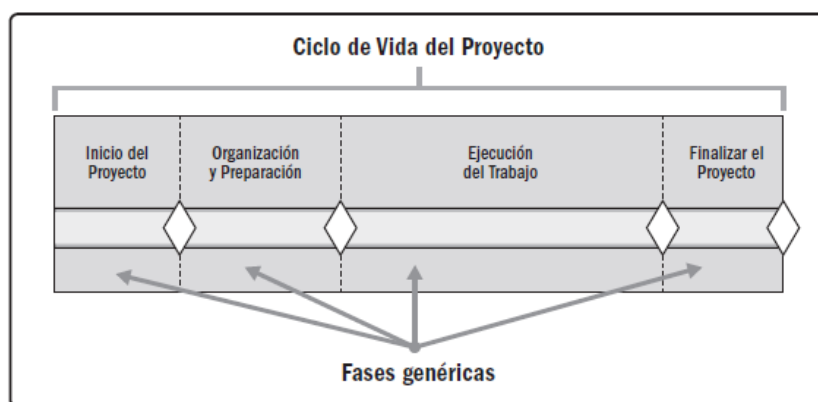 Ciclo de Vida del Proyecto
Inicio del
Proyecto
Organización
y Preparación
Ejecución
del Trabajo
Finalizar el
Proyecto
Fases genéricas